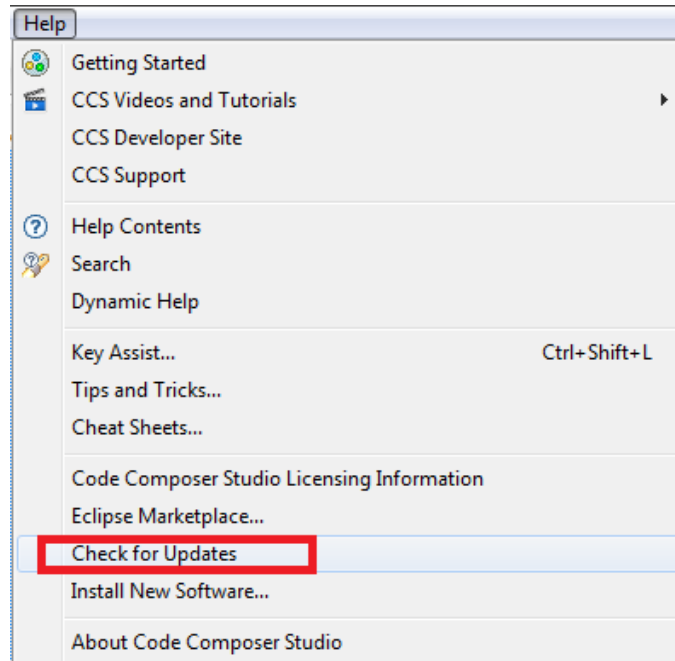 Help
Getting Started
CCS Videos and Tutorials
CCS Developer Site
CCS Support
Help Contents
Search
Dynamic Help
Key Assist... Ctrl+Shift+L
Tips and Tricks...
Cheat Sheets...
Code Composer Studio Licensing Information
Eclipse Marketplace...
Check for Updates
Install New Software...
About Code Composer Studio